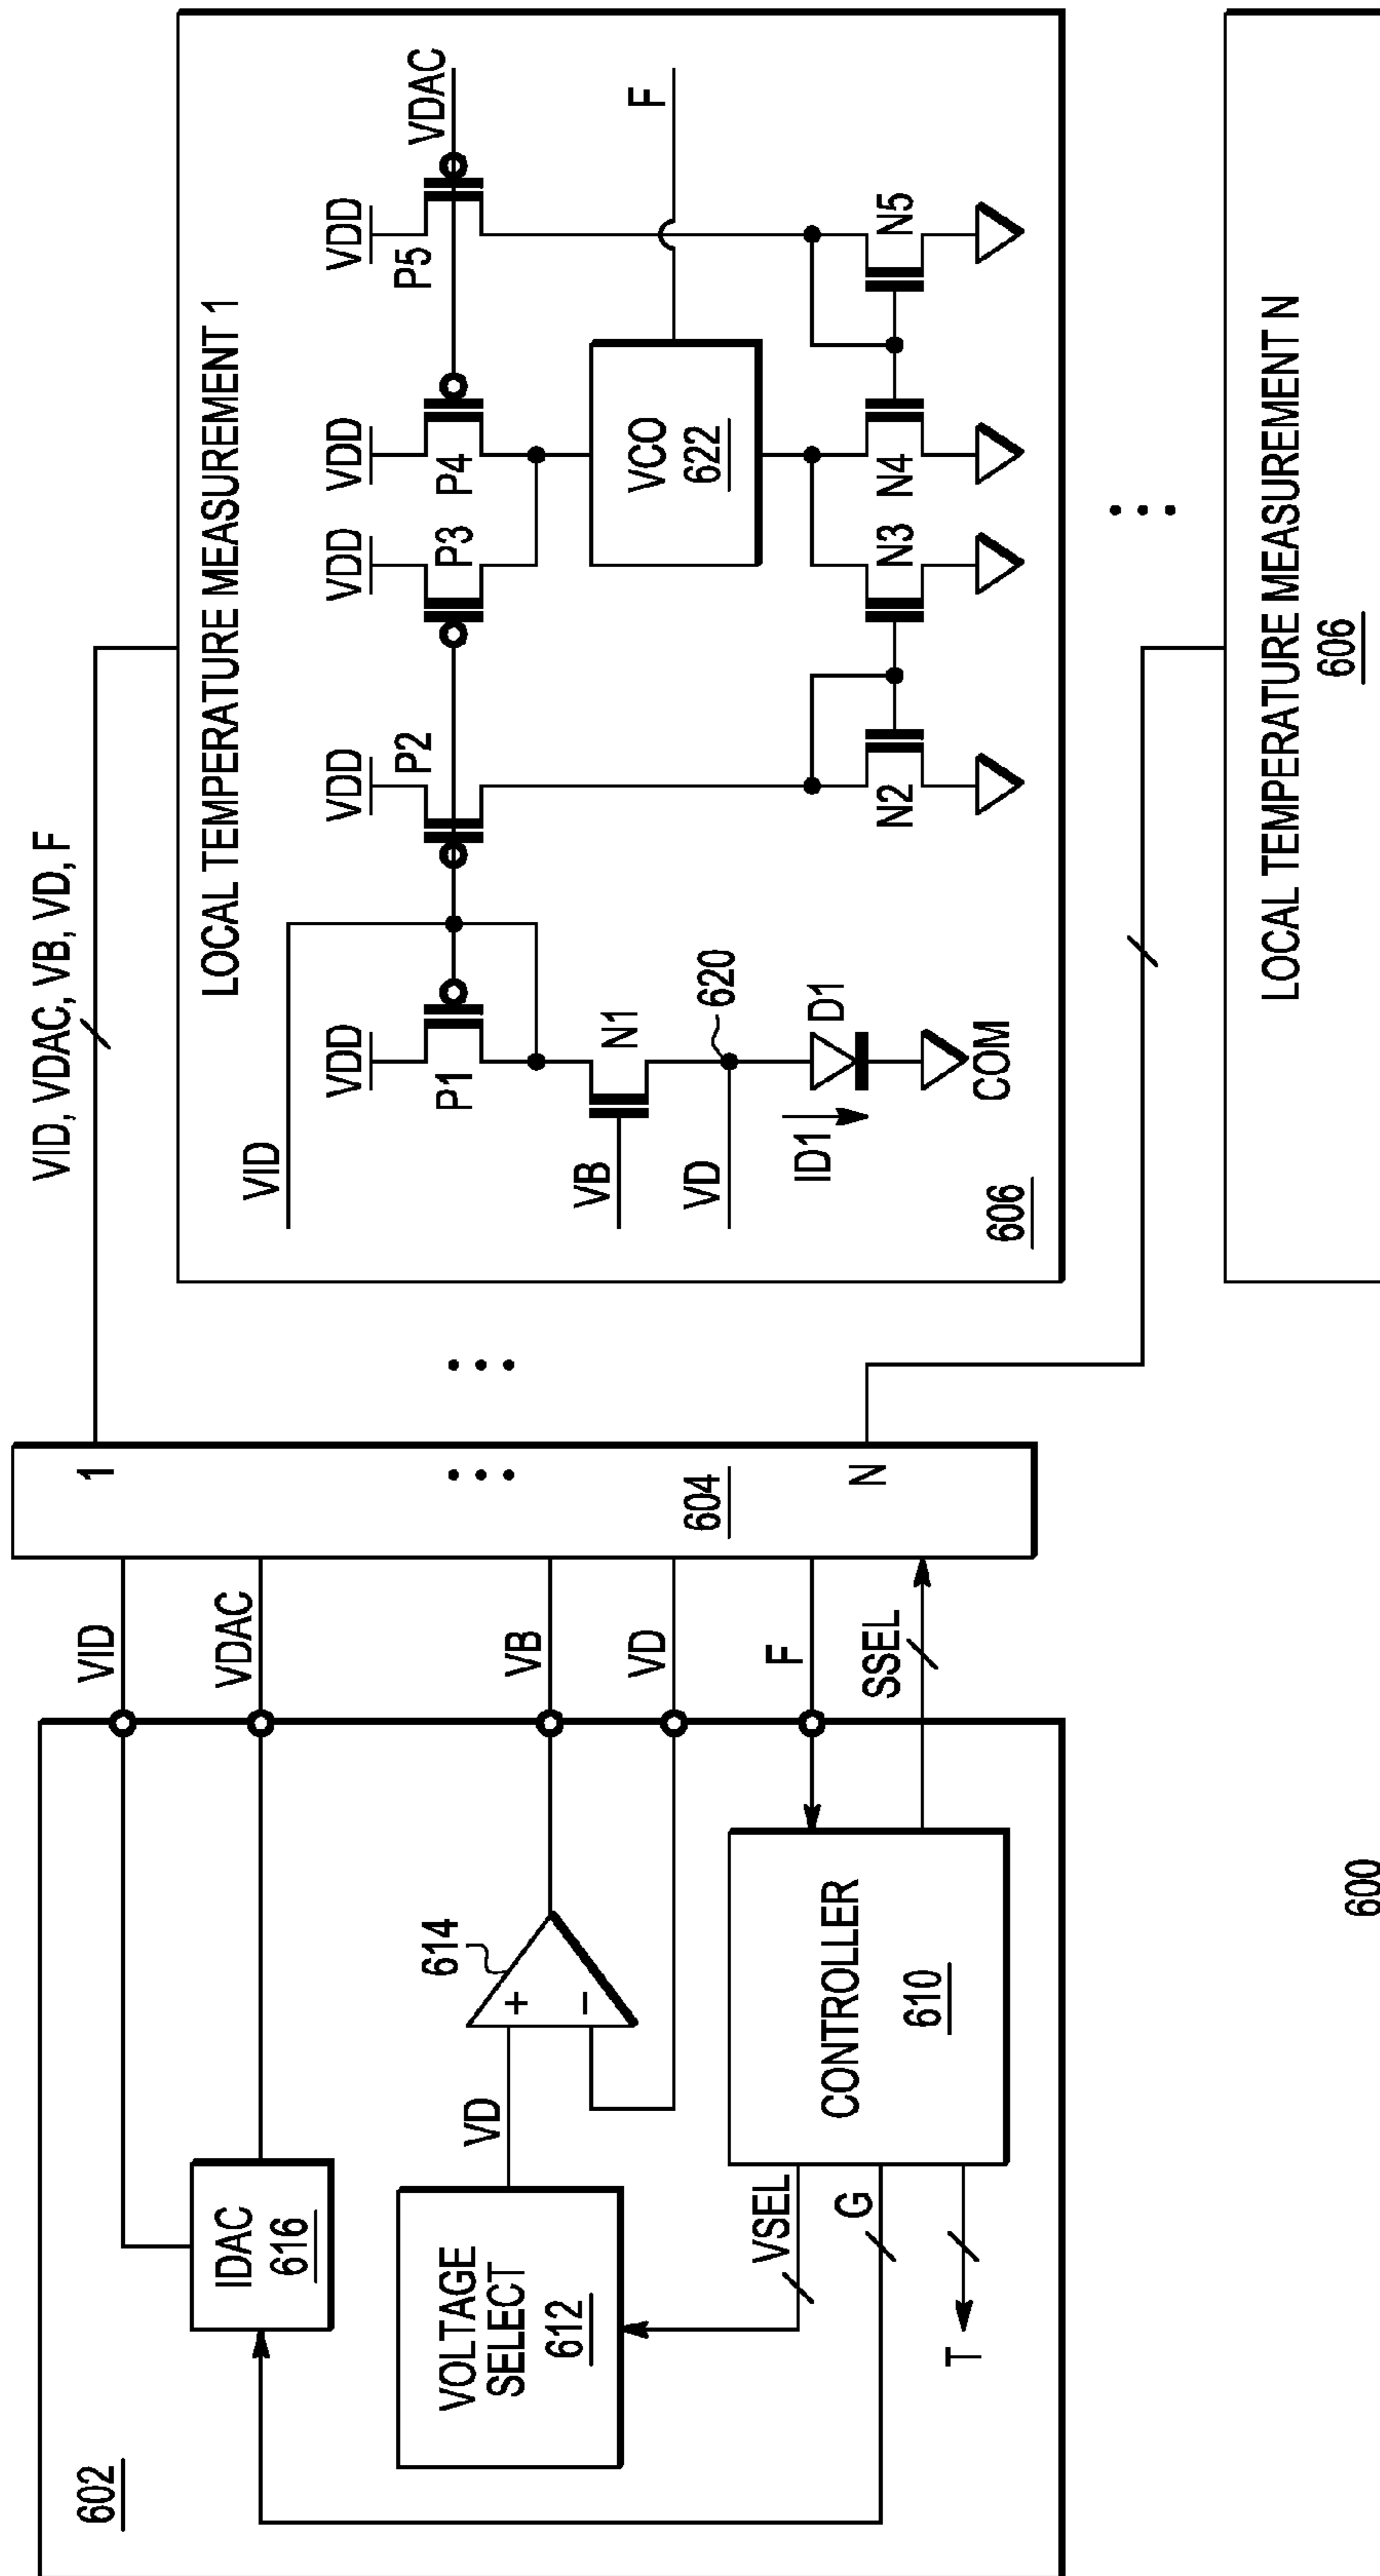 602
IDAC
616
VOLTAGE
SELECT
612
VD
614
+
−
VSEL
G
T
CONTROLLER
610
VID
VDAC
VB
VD
F
SSEL
1
604
N
VID, VDAC, VB, VD, F
LOCAL TEMPERATURE MEASUREMENT 1
VID
VDD
P1
VB
N1
VD
620
ID1
D1
COM
606
VDD
P2
VDD
P3
VDD
P4
VDD
P5
VDAC
VCO
622
F
N2
N3
N4
N5
LOCAL TEMPERATURE MEASUREMENT N
606
600